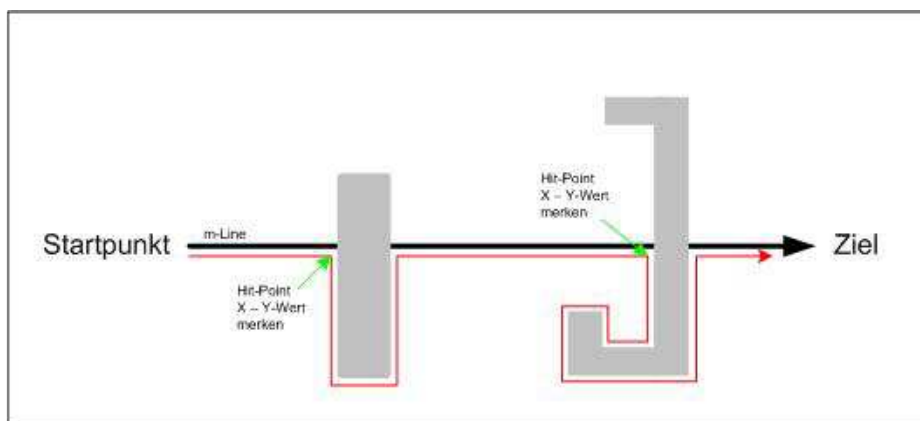 Hit-Point
X – Y-Wert
merken
m-Line
Startpunkt
Ziel
Hit-Point
X – Y-Wert
merken